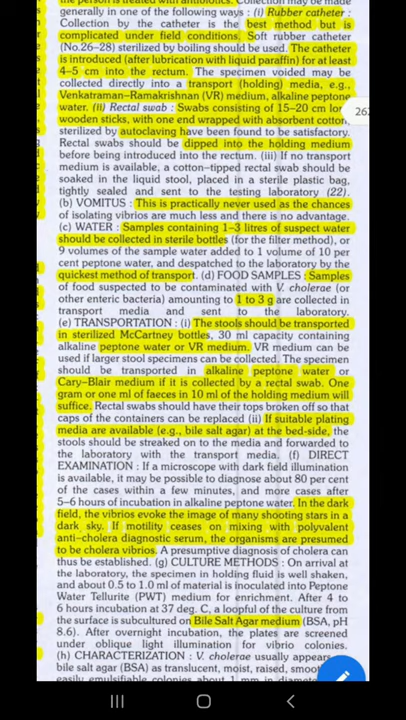 the person is treated with antibiotics. Collection may be made
generally in one of the following ways : (i) Rubber catheter :
Collection by the catheter is the best method but is
complicated under field conditions. Soft rubber catheter
(No.26–28) sterilized by boiling should be used. The catheter
is introduced (after lubrication with liquid paraffin) for at least
4–5 cm into the rectum. The specimen voided may be
collected directly into a transport (holding) media, e.g.,
Venkatraman-Ramakrishnan (VR) medium, alkaline peptone
water. (ii) Rectal swab : Swabs consisting of 15–20 cm lon
263
wooden sticks, with one end wrapped with absorbent cotton,
sterilized by autoclaving have been found to be satisfactory.
Rectal swabs should be dipped into the holding medium
before being introduced into the rectum. (iii) If no transport
medium is available, a cotton-tipped rectal swab should be
soaked in the liquid stool, placed in a sterile plastic bag,
tightly sealed and sent to the testing laboratory (22).
(b) VOMITUS : This is practically never used as the chances
of isolating vibrios are much less and there is no advantage.
(c) WATER : Samples containing 1–3 litres of suspect water
should be collected in sterile bottles (for the filter method), or
9 volumes of the sample water added to 1 volume of 10 per
cent peptone water, and despatched to the laboratory by the
quickest method of transport. (d) FOOD SAMPLES : Samples
of food suspected to be contaminated with V. cholerae (or
other enteric bacteria) amounting to 1 to 3 g are collected in
transport media and sent to the laboratory.
(e) TRANSPORTATION : (i) The stools should be transported
in sterilized McCartney bottles, 30 ml capacity containing
alkaline peptone water or VR medium. VR medium can be
used if larger stool specimens can be collected. The specimen
should be transported in alkaline peptone water or
Cary-Blair medium if it is collected by a rectal swab. One
gram or one ml of faeces in 10 ml of the holding medium will
suffice. Rectal swabs should have their tops broken off so that
caps of the containers can be replaced (ii) If suitable plating
media are available (e.g., bile salt agar) at the bed-side, the
stools should be streaked on to the media and forwarded to
the laboratory with the transport media. (f) DIRECT
EXAMINATION : If a microscope with dark field illumination
is available, it may be possible to diagnose about 80 per cent
of the cases within a few minutes, and more cases after
5–6 hours of incubation in alkaline peptone water. In the dark
field, the vibrios evoke the image of many shooting stars in a
dark sky. If motility ceases on mixing with polyvalent
anti-cholera diagnostic serum, the organisms are presumed
to be cholera vibrios. A presumptive diagnosis of cholera can
thus be established. (g) CULTURE METHODS : On arrival at
the laboratory, the specimen in holding fluid is well shaken,
and about 0.5 to 1.0 ml of material is inoculated into Peptone
Water Tellurite (PWT) medium for enrichment. After 4 to
6 hours incubation at 37 deg. C, a loopful of the culture from
the surface is subcultured on Bile Salt Agar medium (BSA, pH
8.6). After overnight incubation, the plates are screened
under oblique light illumination for vibrio colonies.
(h) CHARACTERIZATION : V. cholerae usually appears
bile salt agar (BSA) as translucent, moist, raised, smoo
easily emulsifiable colonies about 1 mm in